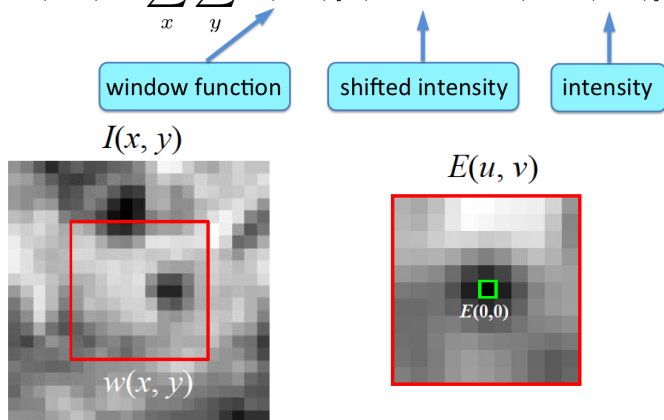 x y
window function shifted intensity intensity
I(x, y)
E(u, v)
E(0,0)
w(x, y)